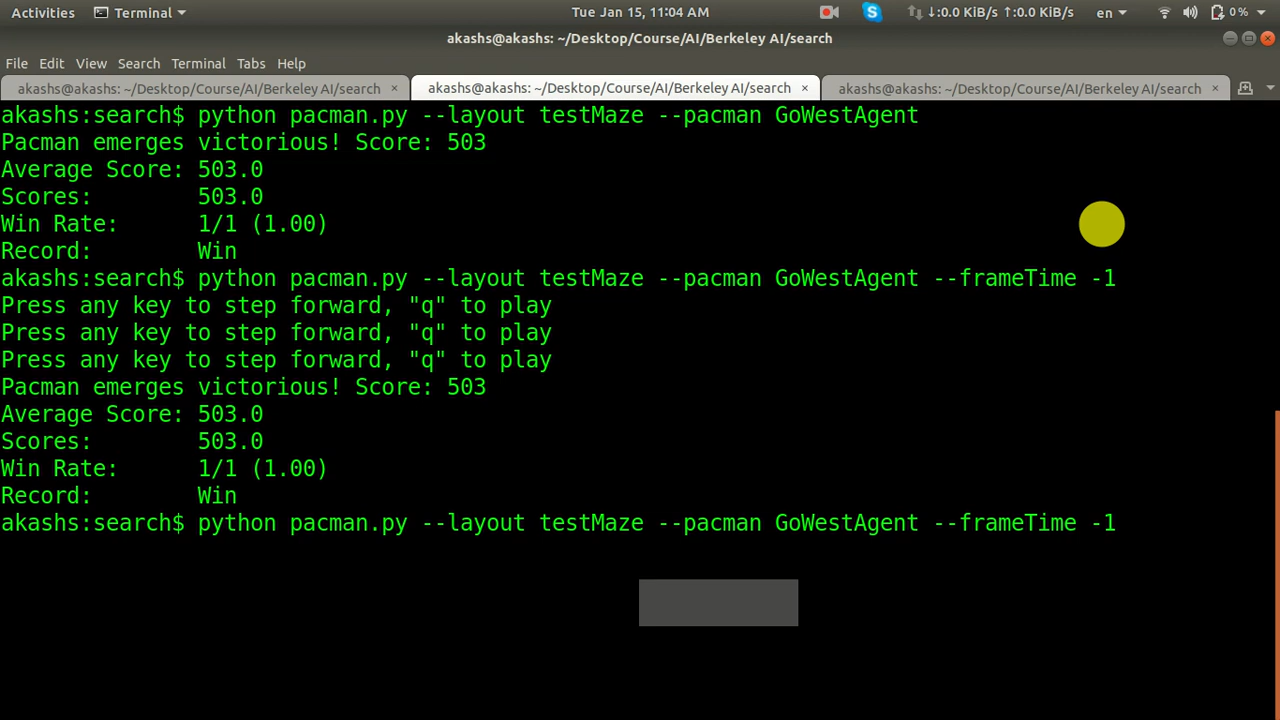 Activities Terminal Tue Jan 15, 11:04 AM ↓:0.0 KiB/s ↑:0.0 KiB/s en 0 %
akashs@akashs: ~/Desktop/Course/AI/Berkeley AI/search
File Edit View Search Terminal Tabs Help
akashs@akashs: ~/Desktop/Course/AI/Berkeley AI/search × akashs@akashs: ~/Desktop/Course/AI/Berkeley AI/search × akashs@akashs: ~/Desktop/Course/AI/Berkeley AI/search ×
akashs:search$ python pacman.py --layout testMaze --pacman GoWestAgent
Pacman emerges victorious! Score: 503
Average Score: 503.0
Scores:        503.0
Win Rate:      1/1 (1.00)
Record:        Win
akashs:search$ python pacman.py --layout testMaze --pacman GoWestAgent --frameTime -1
Press any key to step forward, "q" to play
Press any key to step forward, "q" to play
Press any key to step forward, "q" to play
Pacman emerges victorious! Score: 503
Average Score: 503.0
Scores:        503.0
Win Rate:      1/1 (1.00)
Record:        Win
akashs:search$ python pacman.py --layout testMaze --pacman GoWestAgent --frameTime -1